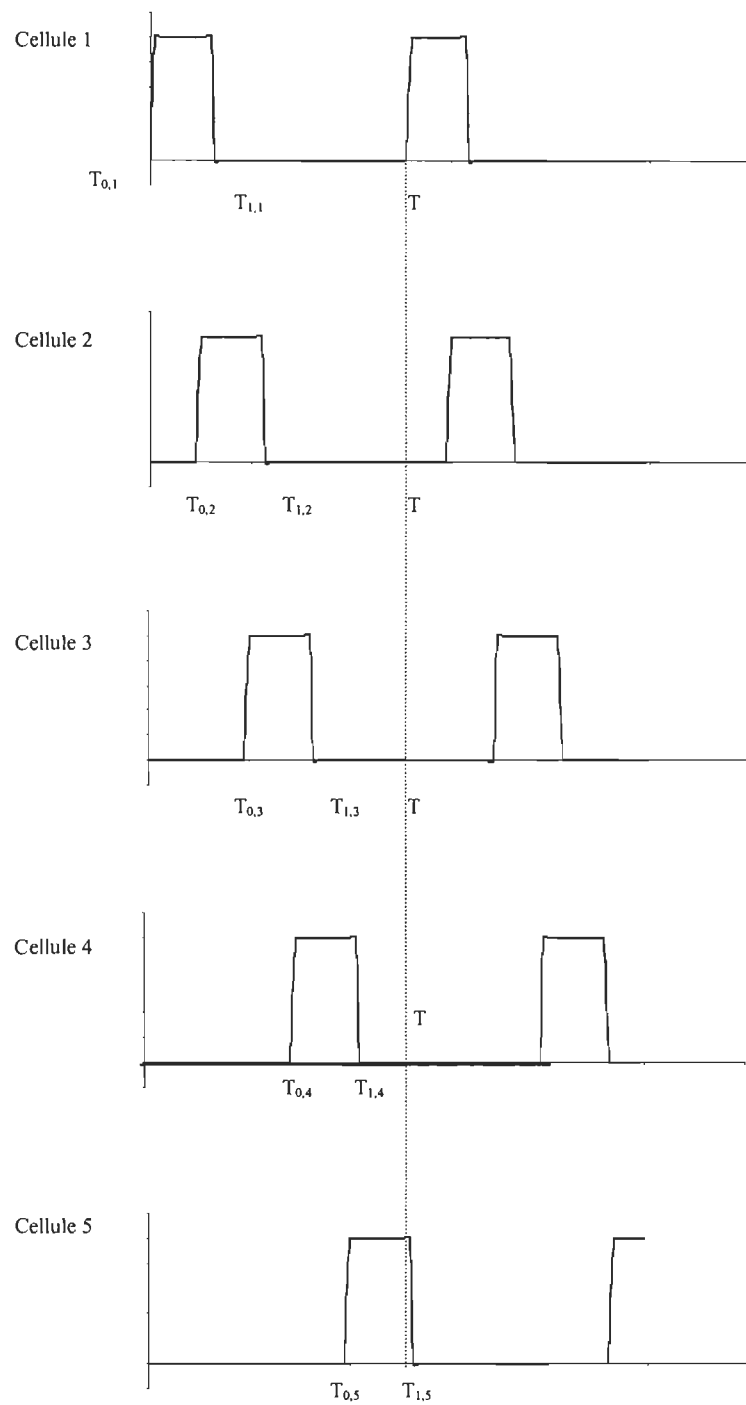 Cellule 1
T0,1
T1,1 T
Cellule 2
T0,2 T1,2 T
Cellule 3
T0,3 T1,3 T
Cellule 4
T
T0,4 T1,4
Cellule 5
T0,5 T1,5